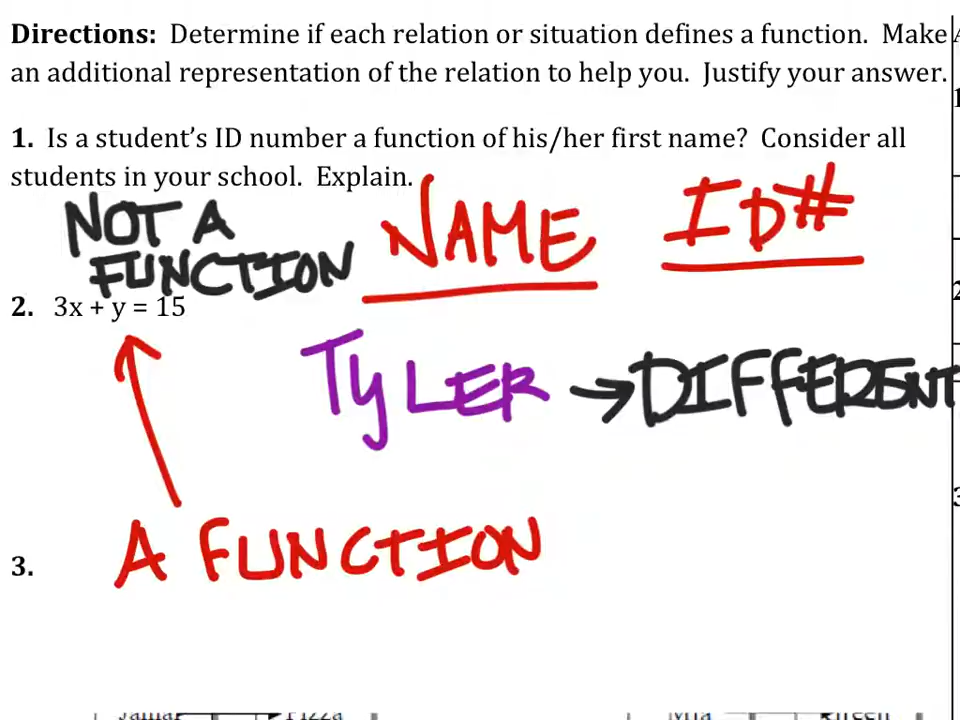 Directions: Determine if each relation or situation defines a function. Make
an additional representation of the relation to help you. Justify your answer.
1. Is a student's ID number a function of his/her first name? Consider all
students in your school. Explain.
NOT A
FUNCTION
NAME ID#
2. 3x + y = 15
TYLER → DIFFERENT
A FUNCTION
3.